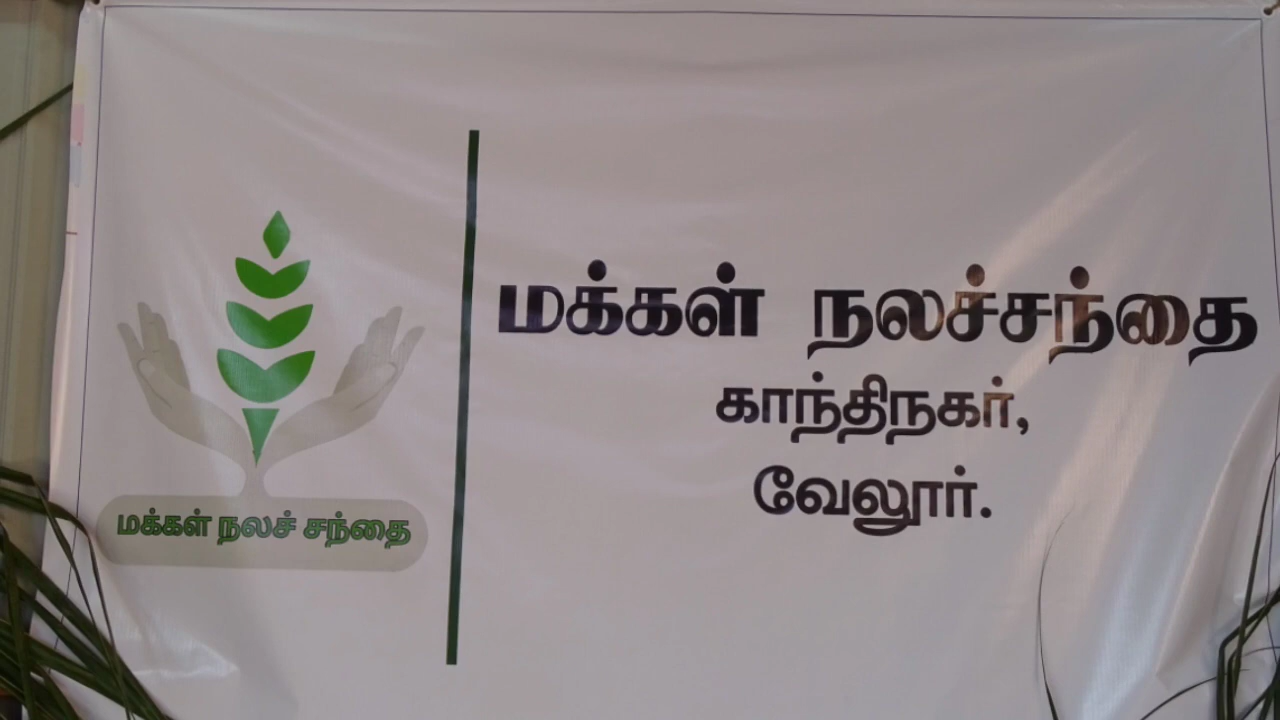 மக்கள் நலச் சந்தை
மக்கள் நலச்சந்தை
காந்திநகர்,
வேலூர்.